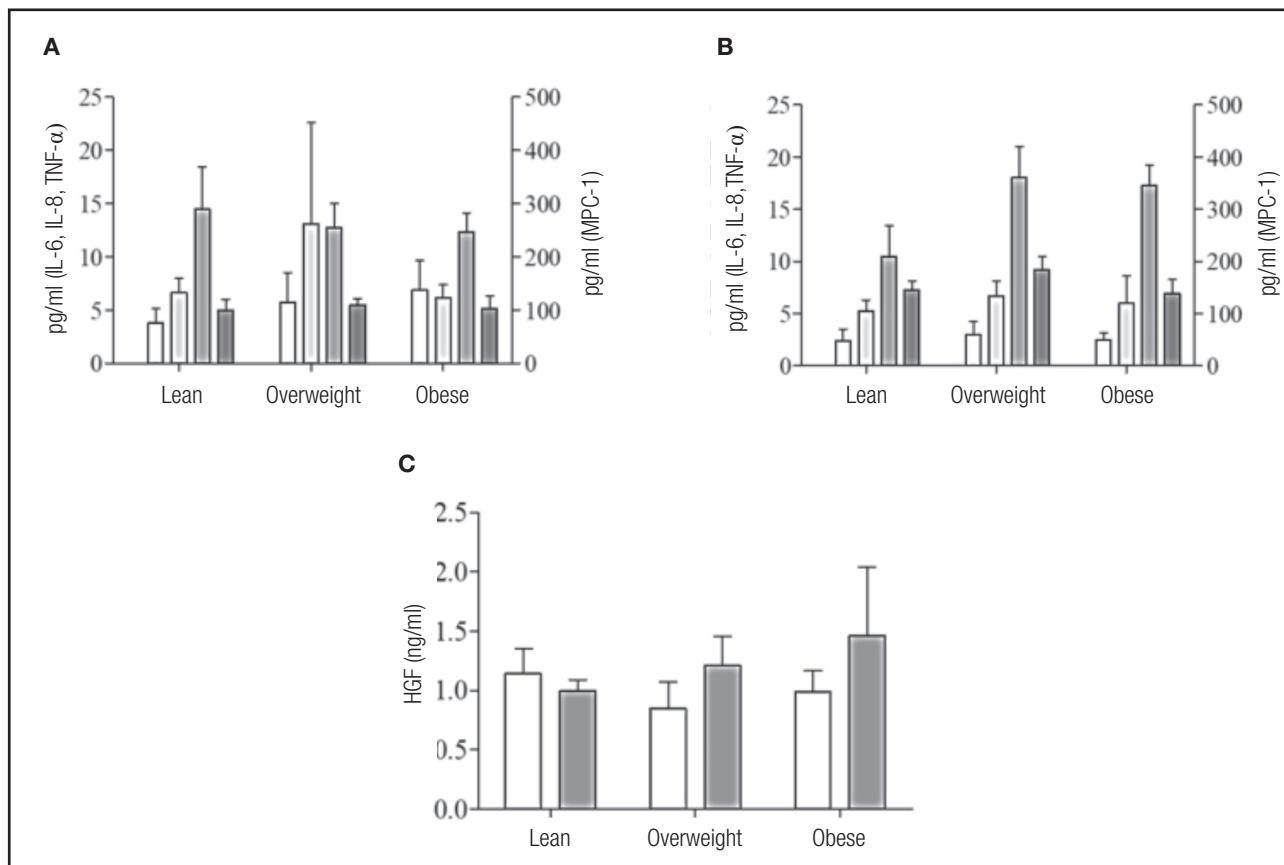 A
pg/ml (IL-6, IL-8, TNF-α)
25
20
15
10
5
0
500
400
300
200
100
0
pg/ml (MPC-1)
Lean Overweight Obese
B
pg/ml (IL-6, IL-8,TNF-α)
25
20
15
10
5
0
500
400
300
200
100
0
pg/ml (MPC-1)
Lean Overweight Obese
C
HGF (ng/ml)
2.5
2.0
1.5
1.0
0.5
0.0
Lean Overweight Obese